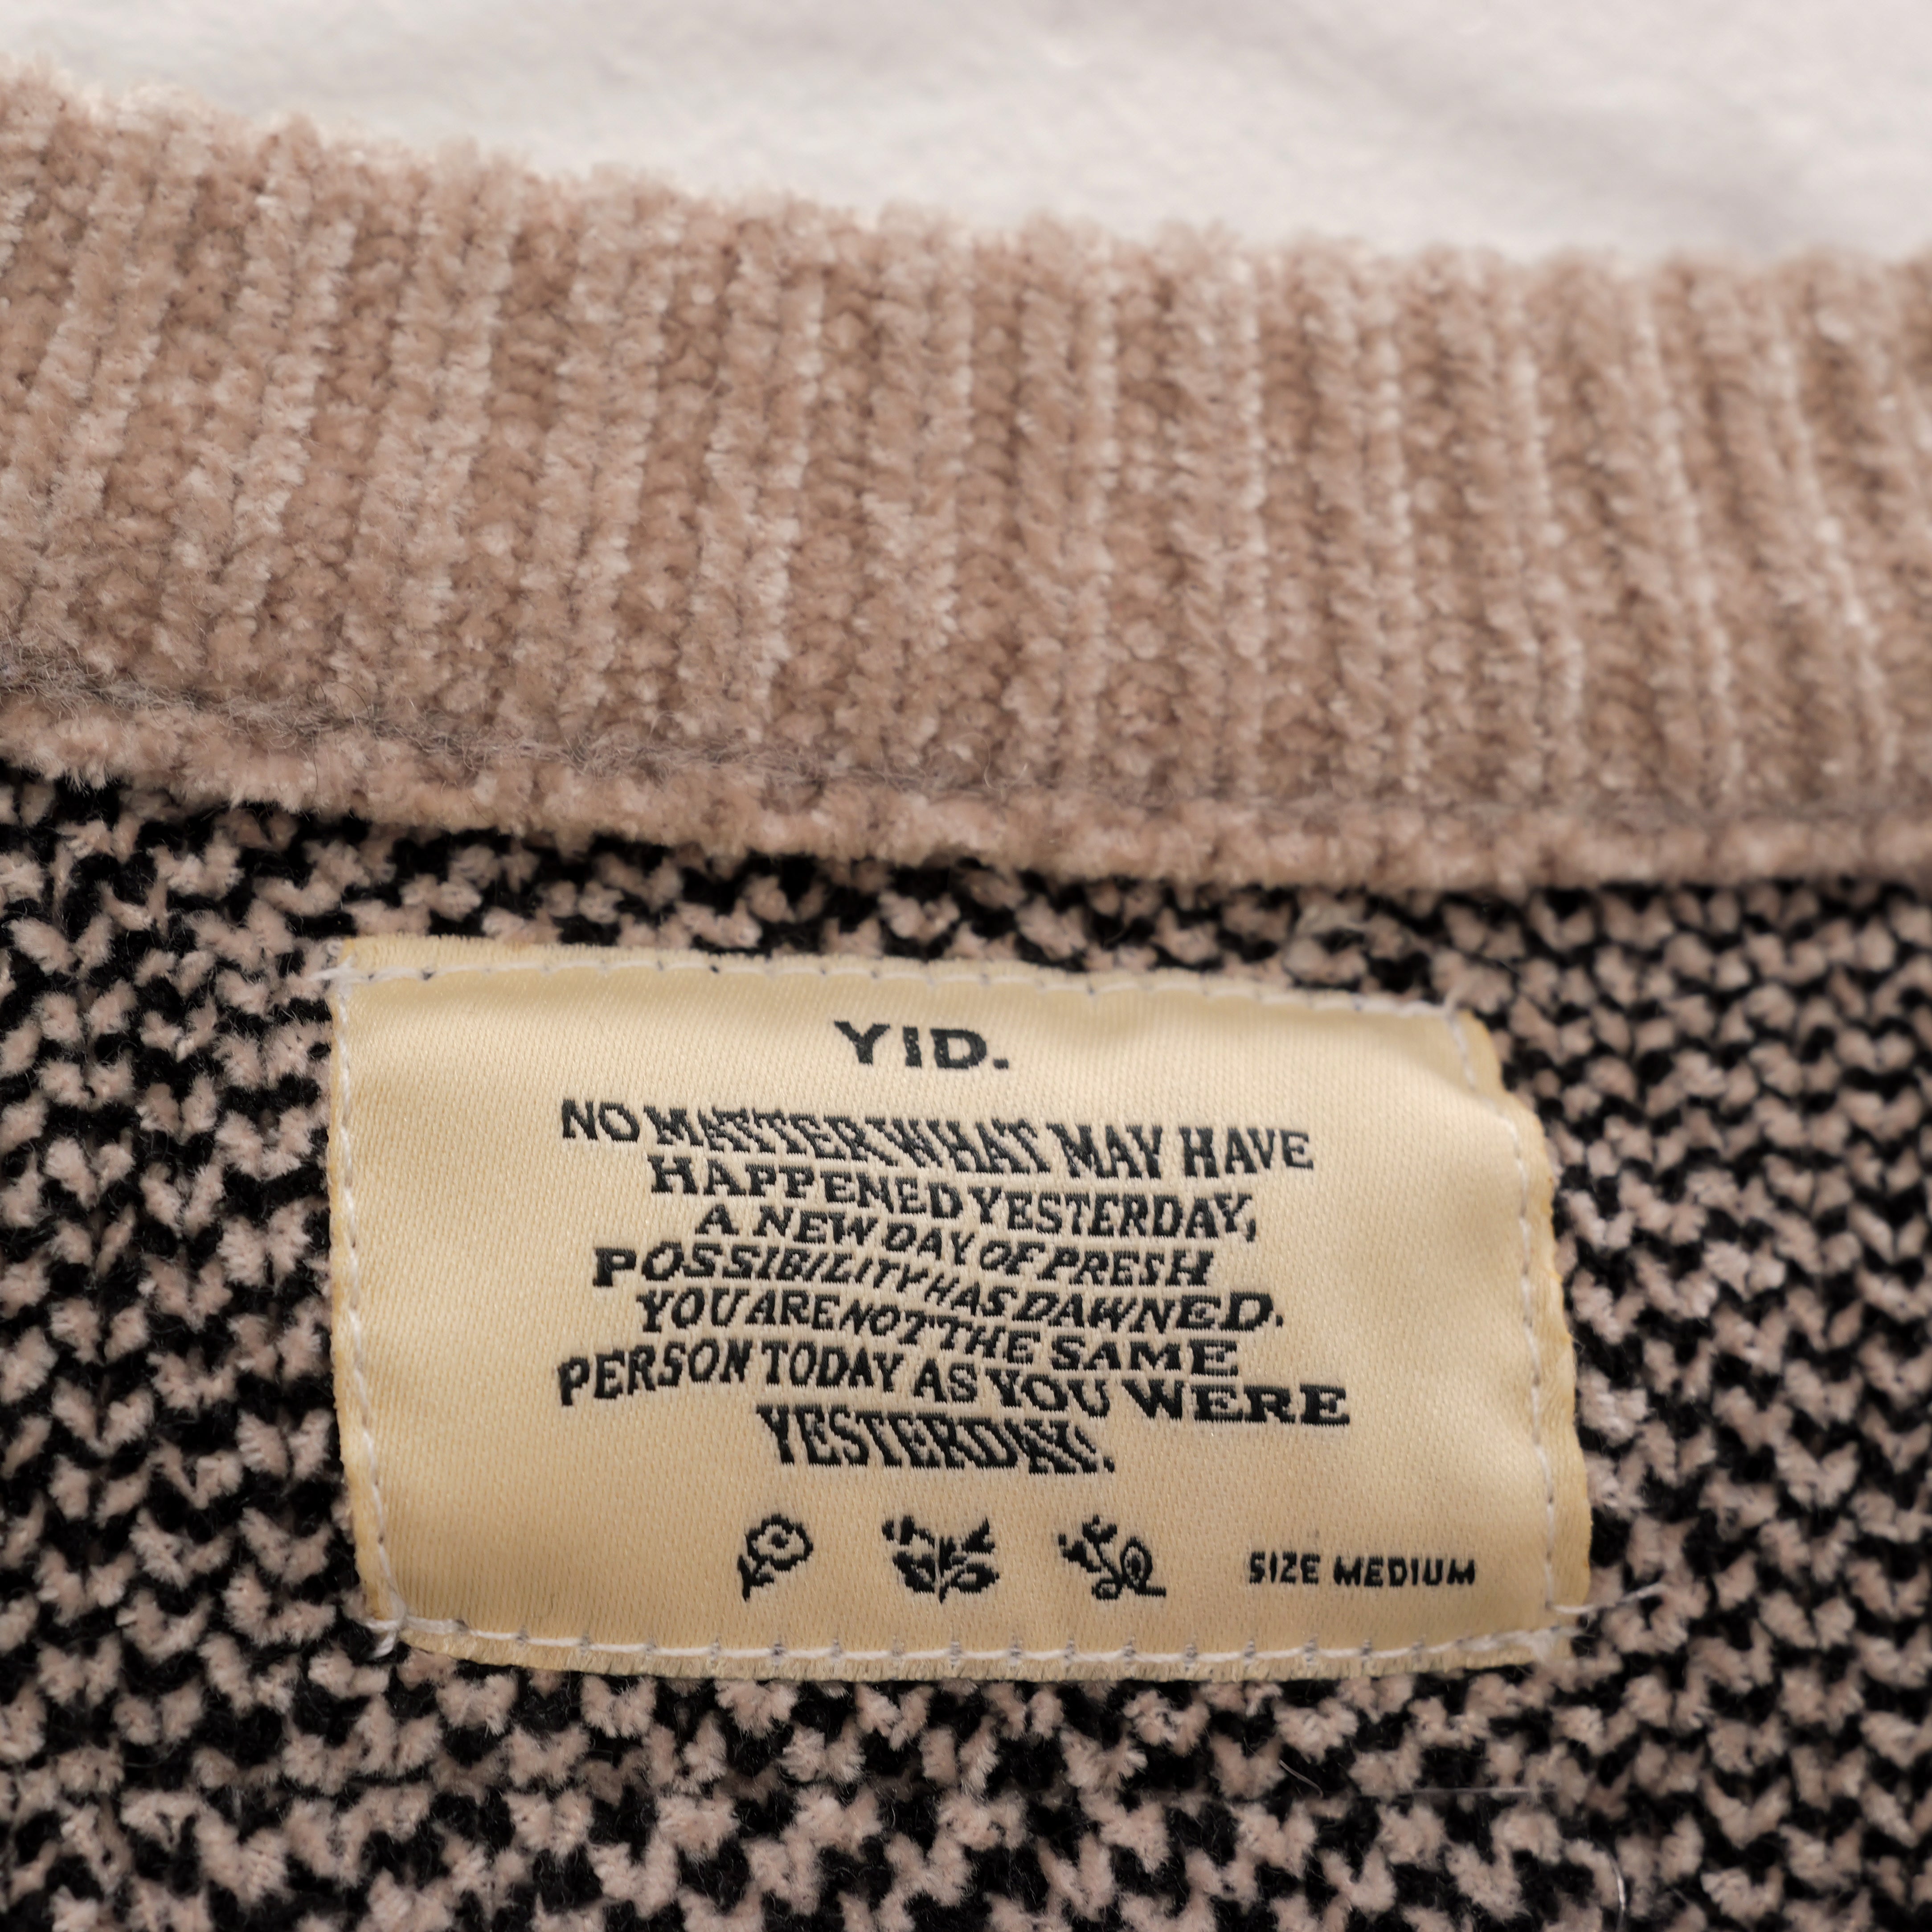 YID.
NO MATTER WHAT MAY HAVE
HAPPENED YESTERDAY,
A NEW DAY OF PRESH
POSSIBILITY HAS DAWNED.
YOU ARE NOT THE SAME
PERSON TODAY AS YOU WERE
YESTERDAY.
SIZE MEDIUM